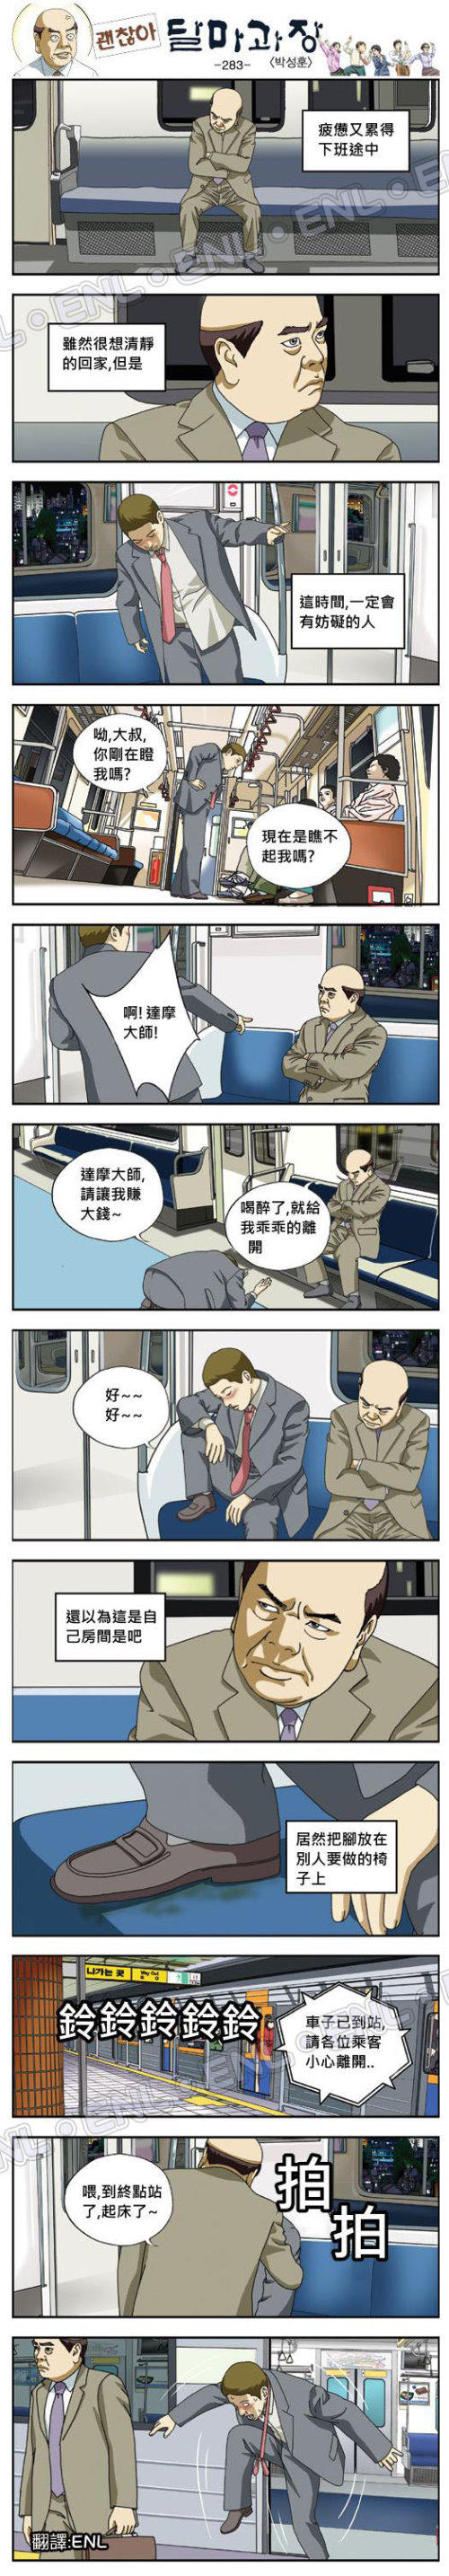 괜찮아 달마과장
-283- 〈박성훈〉
疲憊又累得
下班途中
雖然很想清靜
的回家,但是
這時間,一定會
有妨礙的人
呦,大叔,
你剛在瞪
我嗎?
現在是瞧不
起我嗎?
啊! 達摩
大師!
達摩大師,
請讓我賺
大錢~
喝醉了,就給
我乖乖的離
開
好~~
好~~
還以為這是自
己房間是吧
居然把腳放在
別人要做的椅
子上
나가는 곳 Way Out
鈴鈴鈴鈴鈴
車子已到站,
請各位乘客
小心離開..
喂,到終點站
了,起床了~
拍
拍
翻譯:ENL
ENL